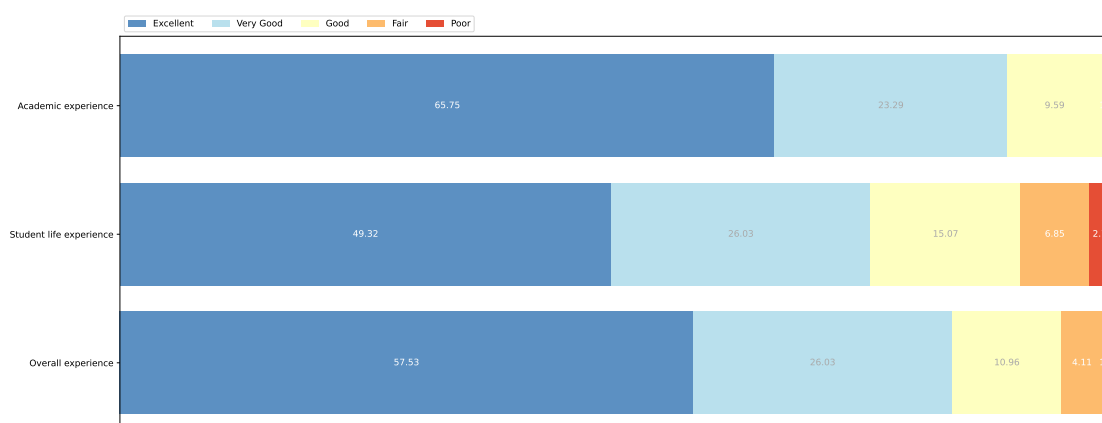 Excellent Very Good Good Fair Poor
Academic experience 65.75 23.29 9.59
Student life experience 49.32 26.03 15.07 6.85 2.
Overall experience 57.53 26.03 10.96 4.11